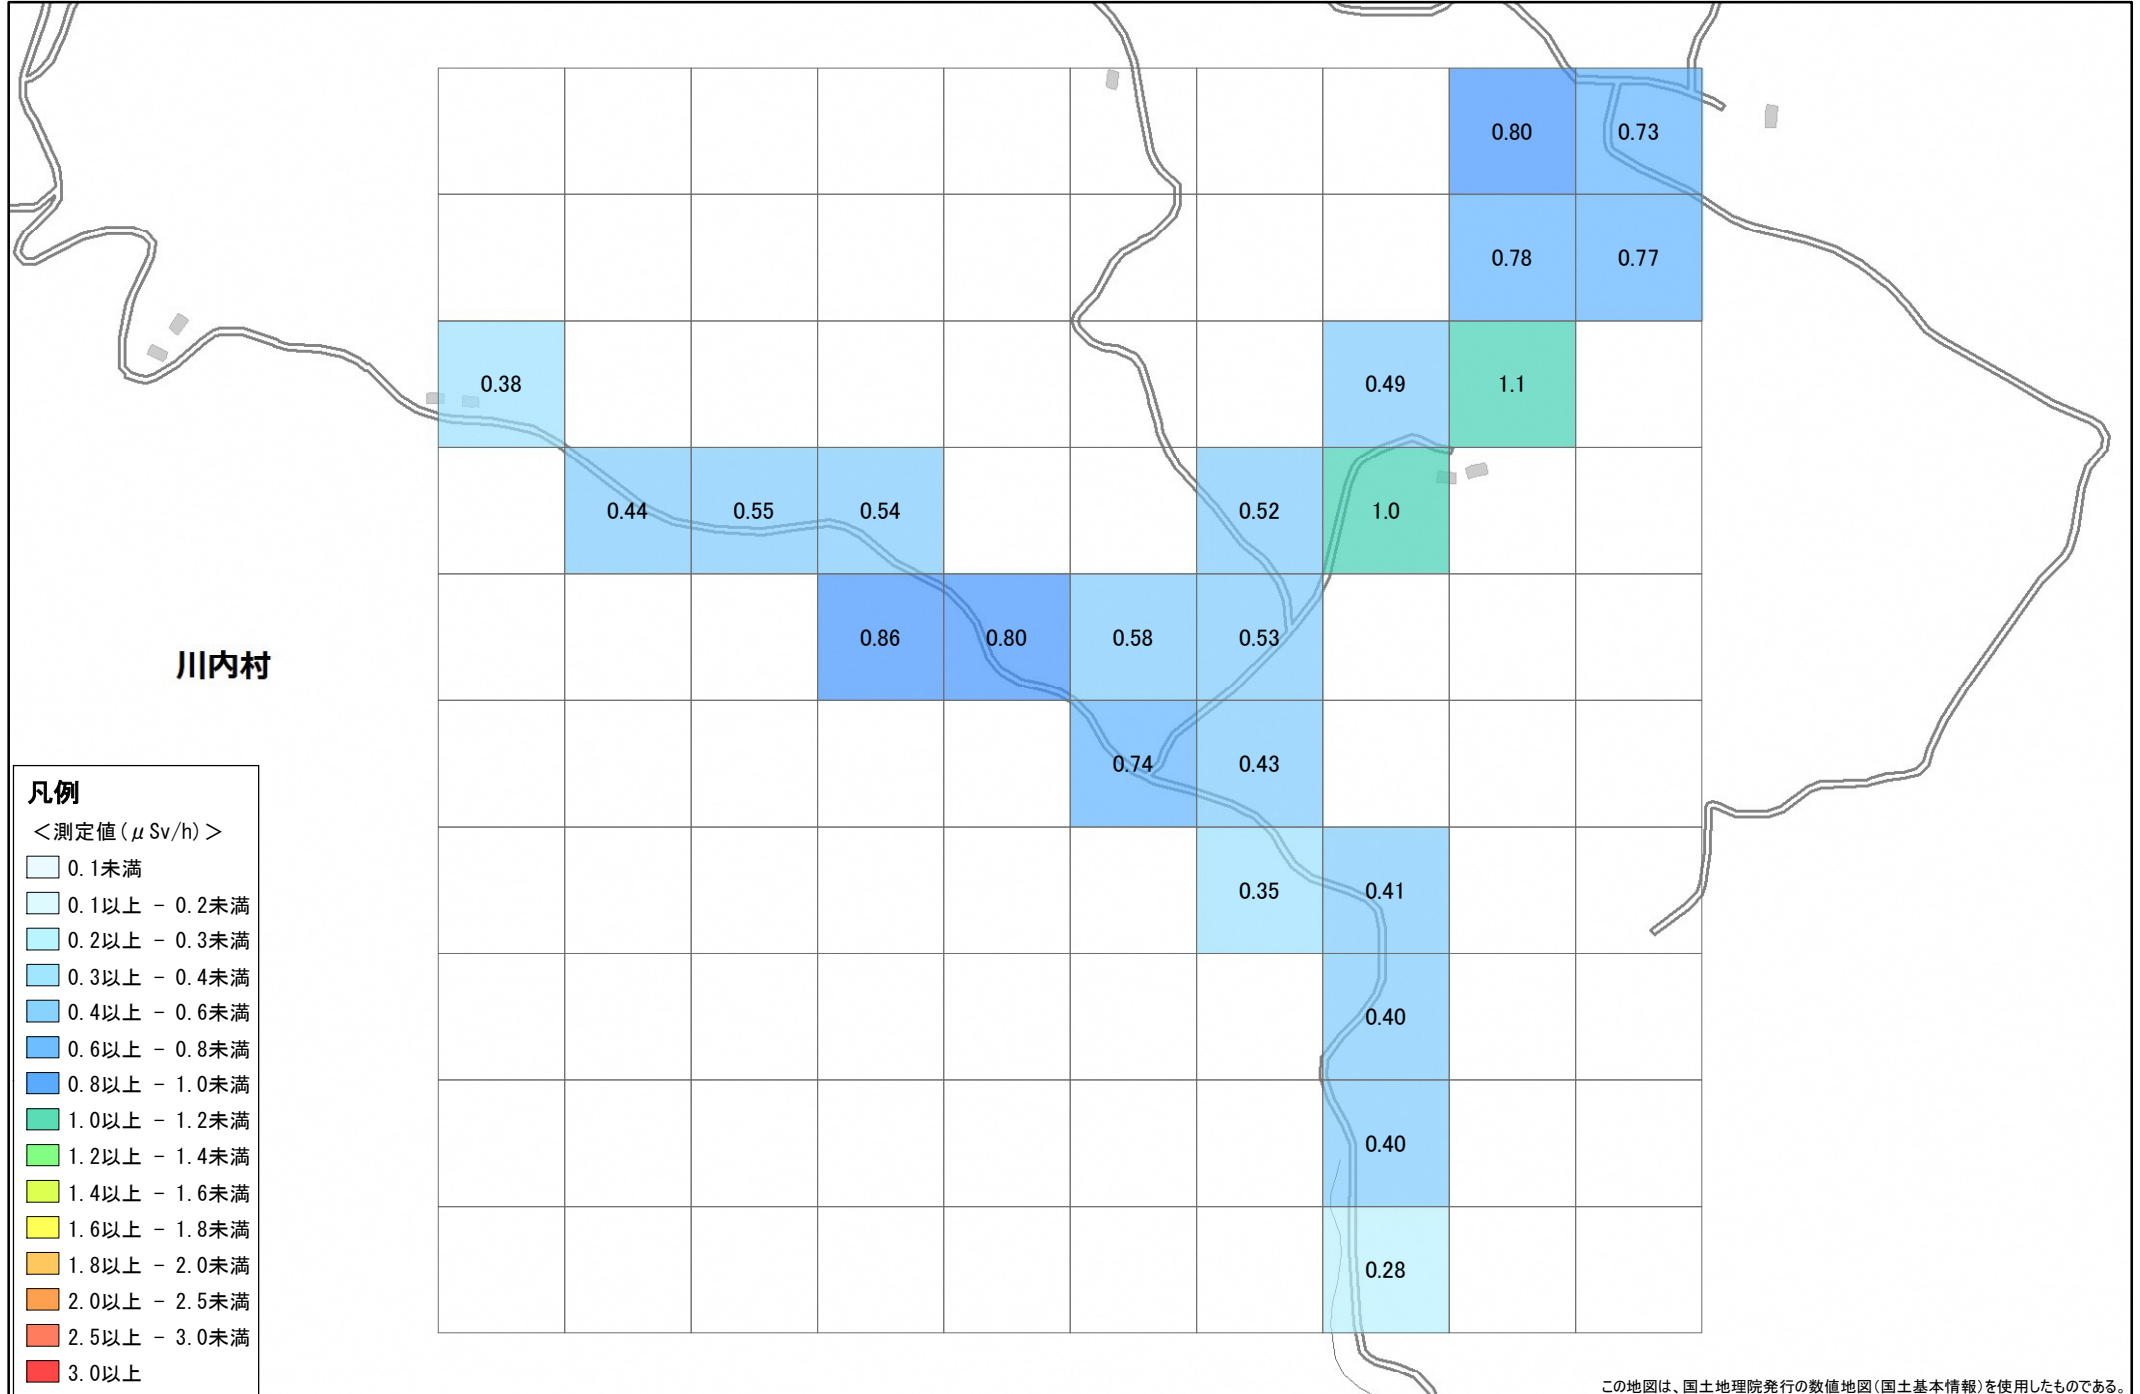 0.80 0.73
0.78 0.77
0.38 0.49 1.1
0.44 0.55 0.54 0.52 1.0
0.86 0.80 0.58 0.53
川内村
0.74 0.43
0.35 0.41
0.40
0.40
0.28
凡例
＜測定値(μSv/h)＞
0.1未満
0.1以上 - 0.2未満
0.2以上 - 0.3未満
0.3以上 - 0.4未満
0.4以上 - 0.6未満
0.6以上 - 0.8未満
0.8以上 - 1.0未満
1.0以上 - 1.2未満
1.2以上 - 1.4未満
1.4以上 - 1.6未満
1.6以上 - 1.8未満
1.8以上 - 2.0未満
2.0以上 - 2.5未満
2.5以上 - 3.0未満
3.0以上
この地図は、国土地理院発行の数値地図(国土基本情報)を使用したものである。